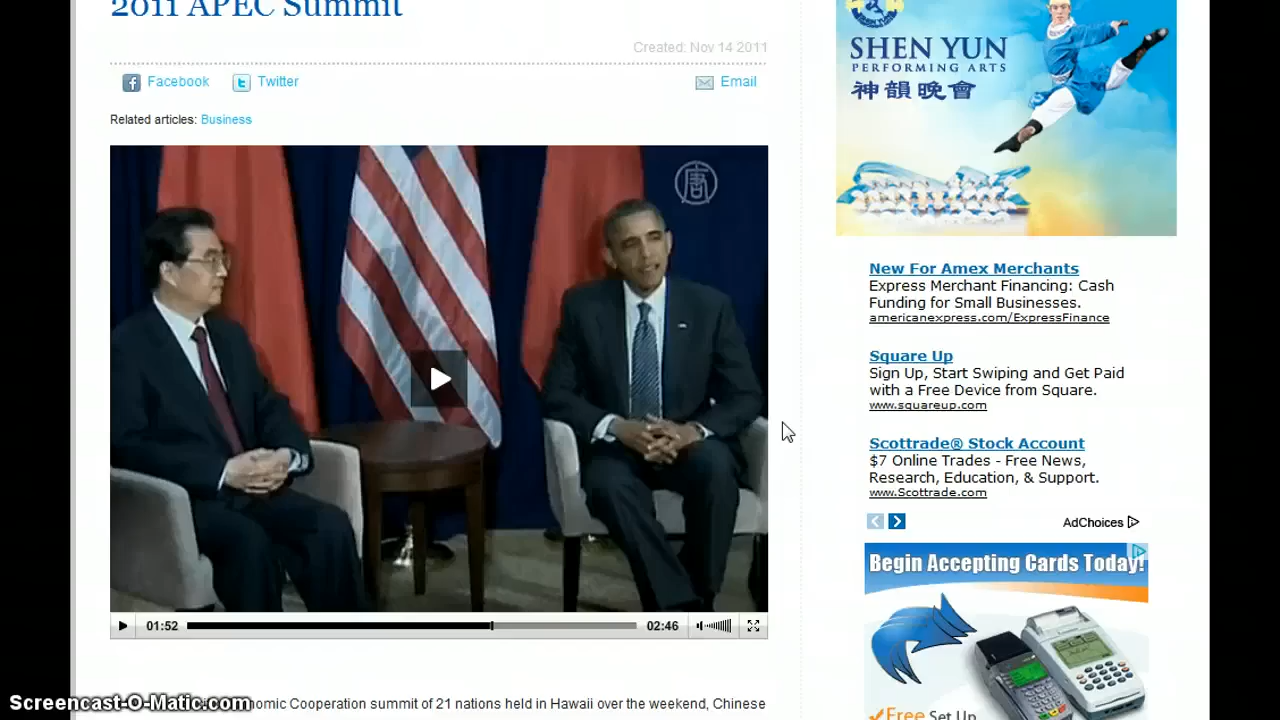 2011 APEC Summit
Created: Nov 14 2011
Facebook
Twitter
Email
Related articles: Business
唐
01:52
02:46
nomic Cooperation summit of 21 nations held in Hawaii over the weekend, Chinese
Screencast-O-Matic.com
SHEN YUN
PERFORMING ARTS
神韻晚會
New For Amex Merchants
Express Merchant Financing: Cash
Funding for Small Businesses.
americanexpress.com/ExpressFinance
Square Up
Sign Up, Start Swiping and Get Paid
with a Free Device from Square.
www.squareup.com
Scottrade® Stock Account
$7 Online Trades - Free News,
Research, Education, & Support.
www.Scottrade.com
AdChoices
Begin Accepting Cards Today!
Free Set Up